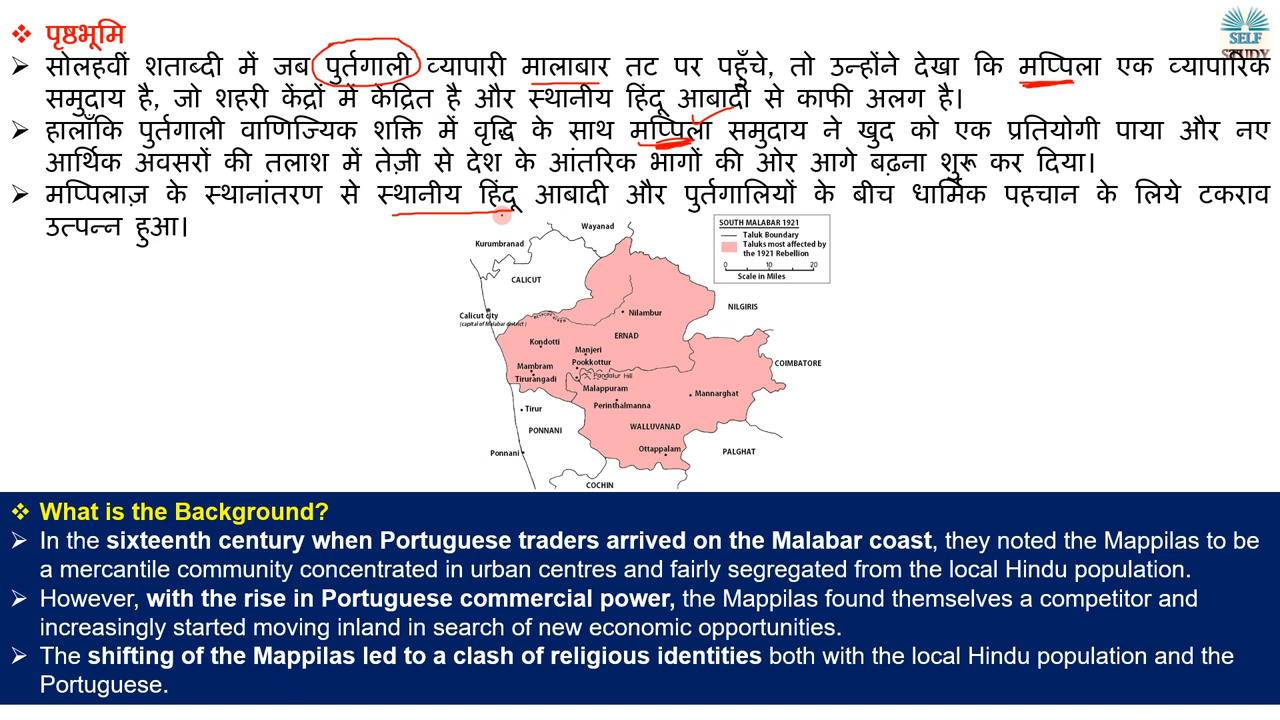 ❖ पृष्ठभूमि
SELF
STUDY
➤ सोलहवीं शताब्दी में जब पुर्तगाली व्यापारी मालाबार तट पर पहुँचे, तो उन्होंने देखा कि मप्पिला एक व्यापारिक
समुदाय है, जो शहरी केंद्रों में केंद्रित है और स्थानीय हिंदू आबादी से काफी अलग है।
➤ हालाँकि पुर्तगाली वाणिज्यिक शक्ति में वृद्धि के साथ मप्पिला समुदाय ने खुद को एक प्रतियोगी पाया और नए
आर्थिक अवसरों की तलाश में तेज़ी से देश के आंतरिक भागों की ओर आगे बढ़ना शुरू कर दिया।
➤ मप्पिलाज़ के स्थानांतरण से स्थानीय हिंदू आबादी और पुर्तगालियों के बीच धार्मिक पहचान के लिये टकराव
उत्पन्न हुआ।
SOUTH MALABAR 1921
Taluk Boundary
Taluks most affected by
the 1921 Rebellion
0 10 20
Scale in Miles
Wayanad
Kurumbranad
CALICUT
NILGIRIS
Calicut city
(capital of Malabar district)
Nilambur
ERNAD
Kondotti
Manjeri
Pookkottur
COIMBATORE
Mambram
Pandalur Hill
Tirurangadi
Malappuram
Mannarghat
Perinthalmanna
Tirur
WALLUVANAD
PONNANI
Ottappalam
PALGHAT
Ponnani
COCHIN
❖ What is the Background?
➤ In the sixteenth century when Portuguese traders arrived on the Malabar coast, they noted the Mappilas to be
a mercantile community concentrated in urban centres and fairly segregated from the local Hindu population.
➤ However, with the rise in Portuguese commercial power, the Mappilas found themselves a competitor and
increasingly started moving inland in search of new economic opportunities.
➤ The shifting of the Mappilas led to a clash of religious identities both with the local Hindu population and the
Portuguese.